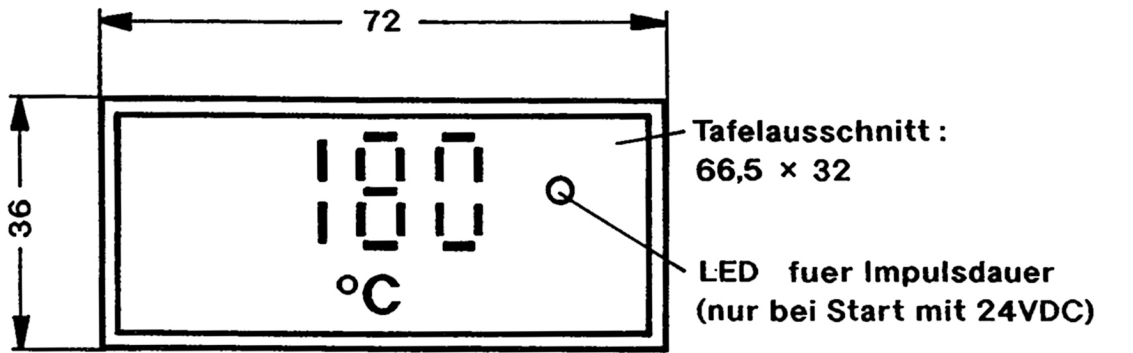 72
36
180
°C
Tafelausschnitt:
66,5 × 32
LED fuer Impulsdauer
(nur bei Start mit 24VDC)